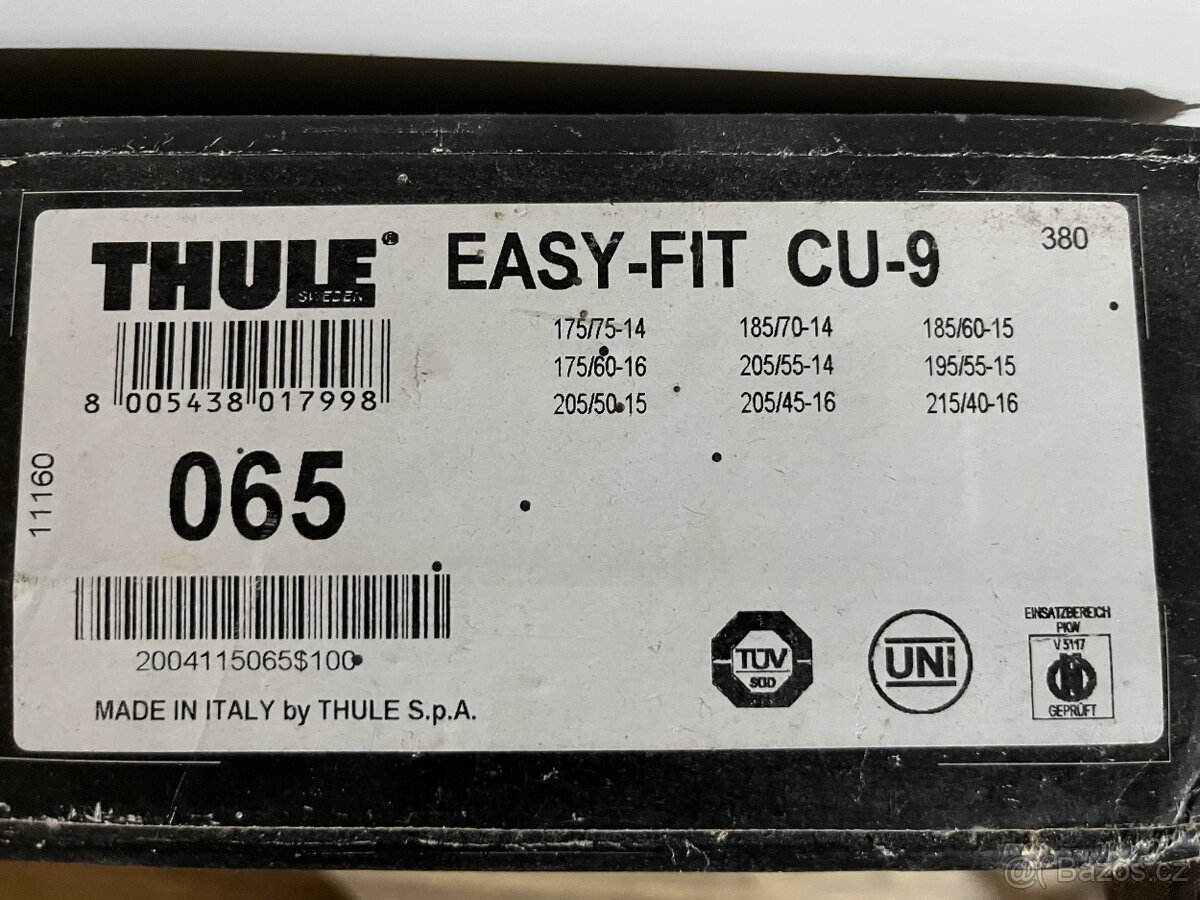 THULE® EASY-FIT CU-9 380
SWEDEN
175/75-14 185/70-14 185/60-15
175/60-16 205/55-14 195/55-15
205/50-15 205/45-16 215/40-16
8 005438 017998
11160
065
2004115065$100
MADE IN ITALY by THULE S.p.A.
TÜV
SÜD
UNI
EINSATZBEREICH
PKW
V 5117
GEPRÜFT
Bazos.cz